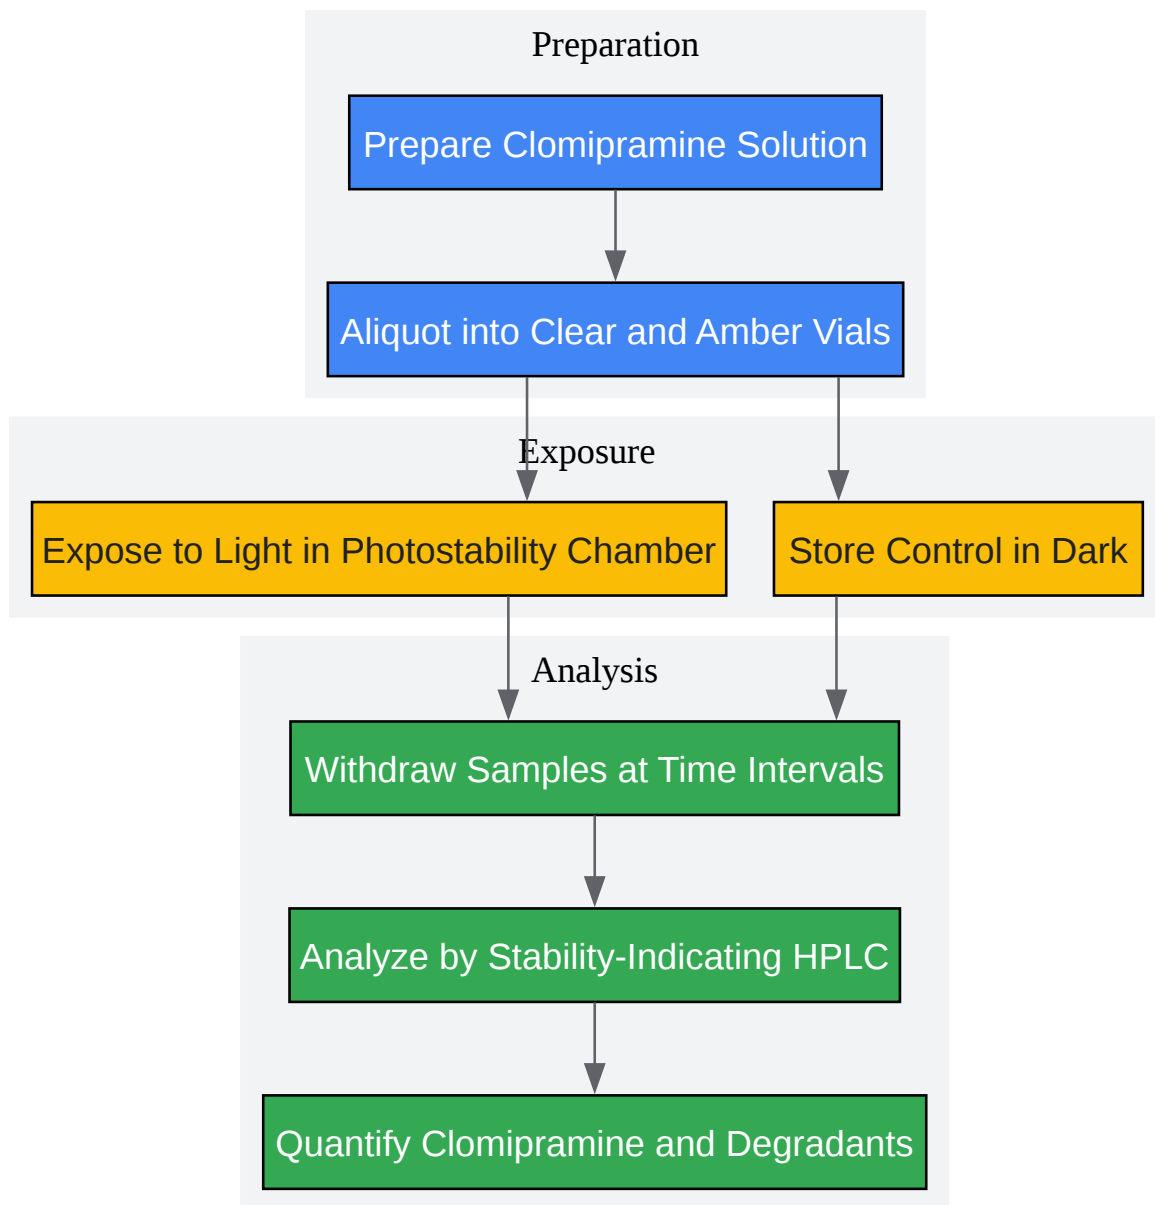 Preparation
Prepare Clomipramine Solution
Aliquot into Clear and Amber Vials
Exposure
Expose to Light in Photostability Chamber
Store Control in Dark
Analysis
Withdraw Samples at Time Intervals
Analyze by Stability-Indicating HPLC
Quantify Clomipramine and Degradants